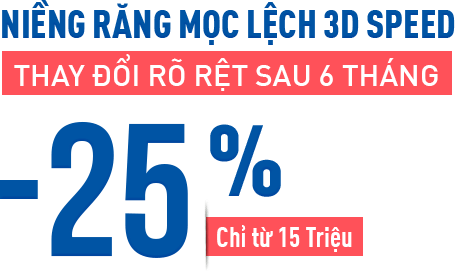 NIỀNG RĂNG MỌC LỆCH 3D SPEED
THAY ĐỔI RÕ RỆT SAU 6 THÁNG
-25%
Chỉ từ 15 Triệu